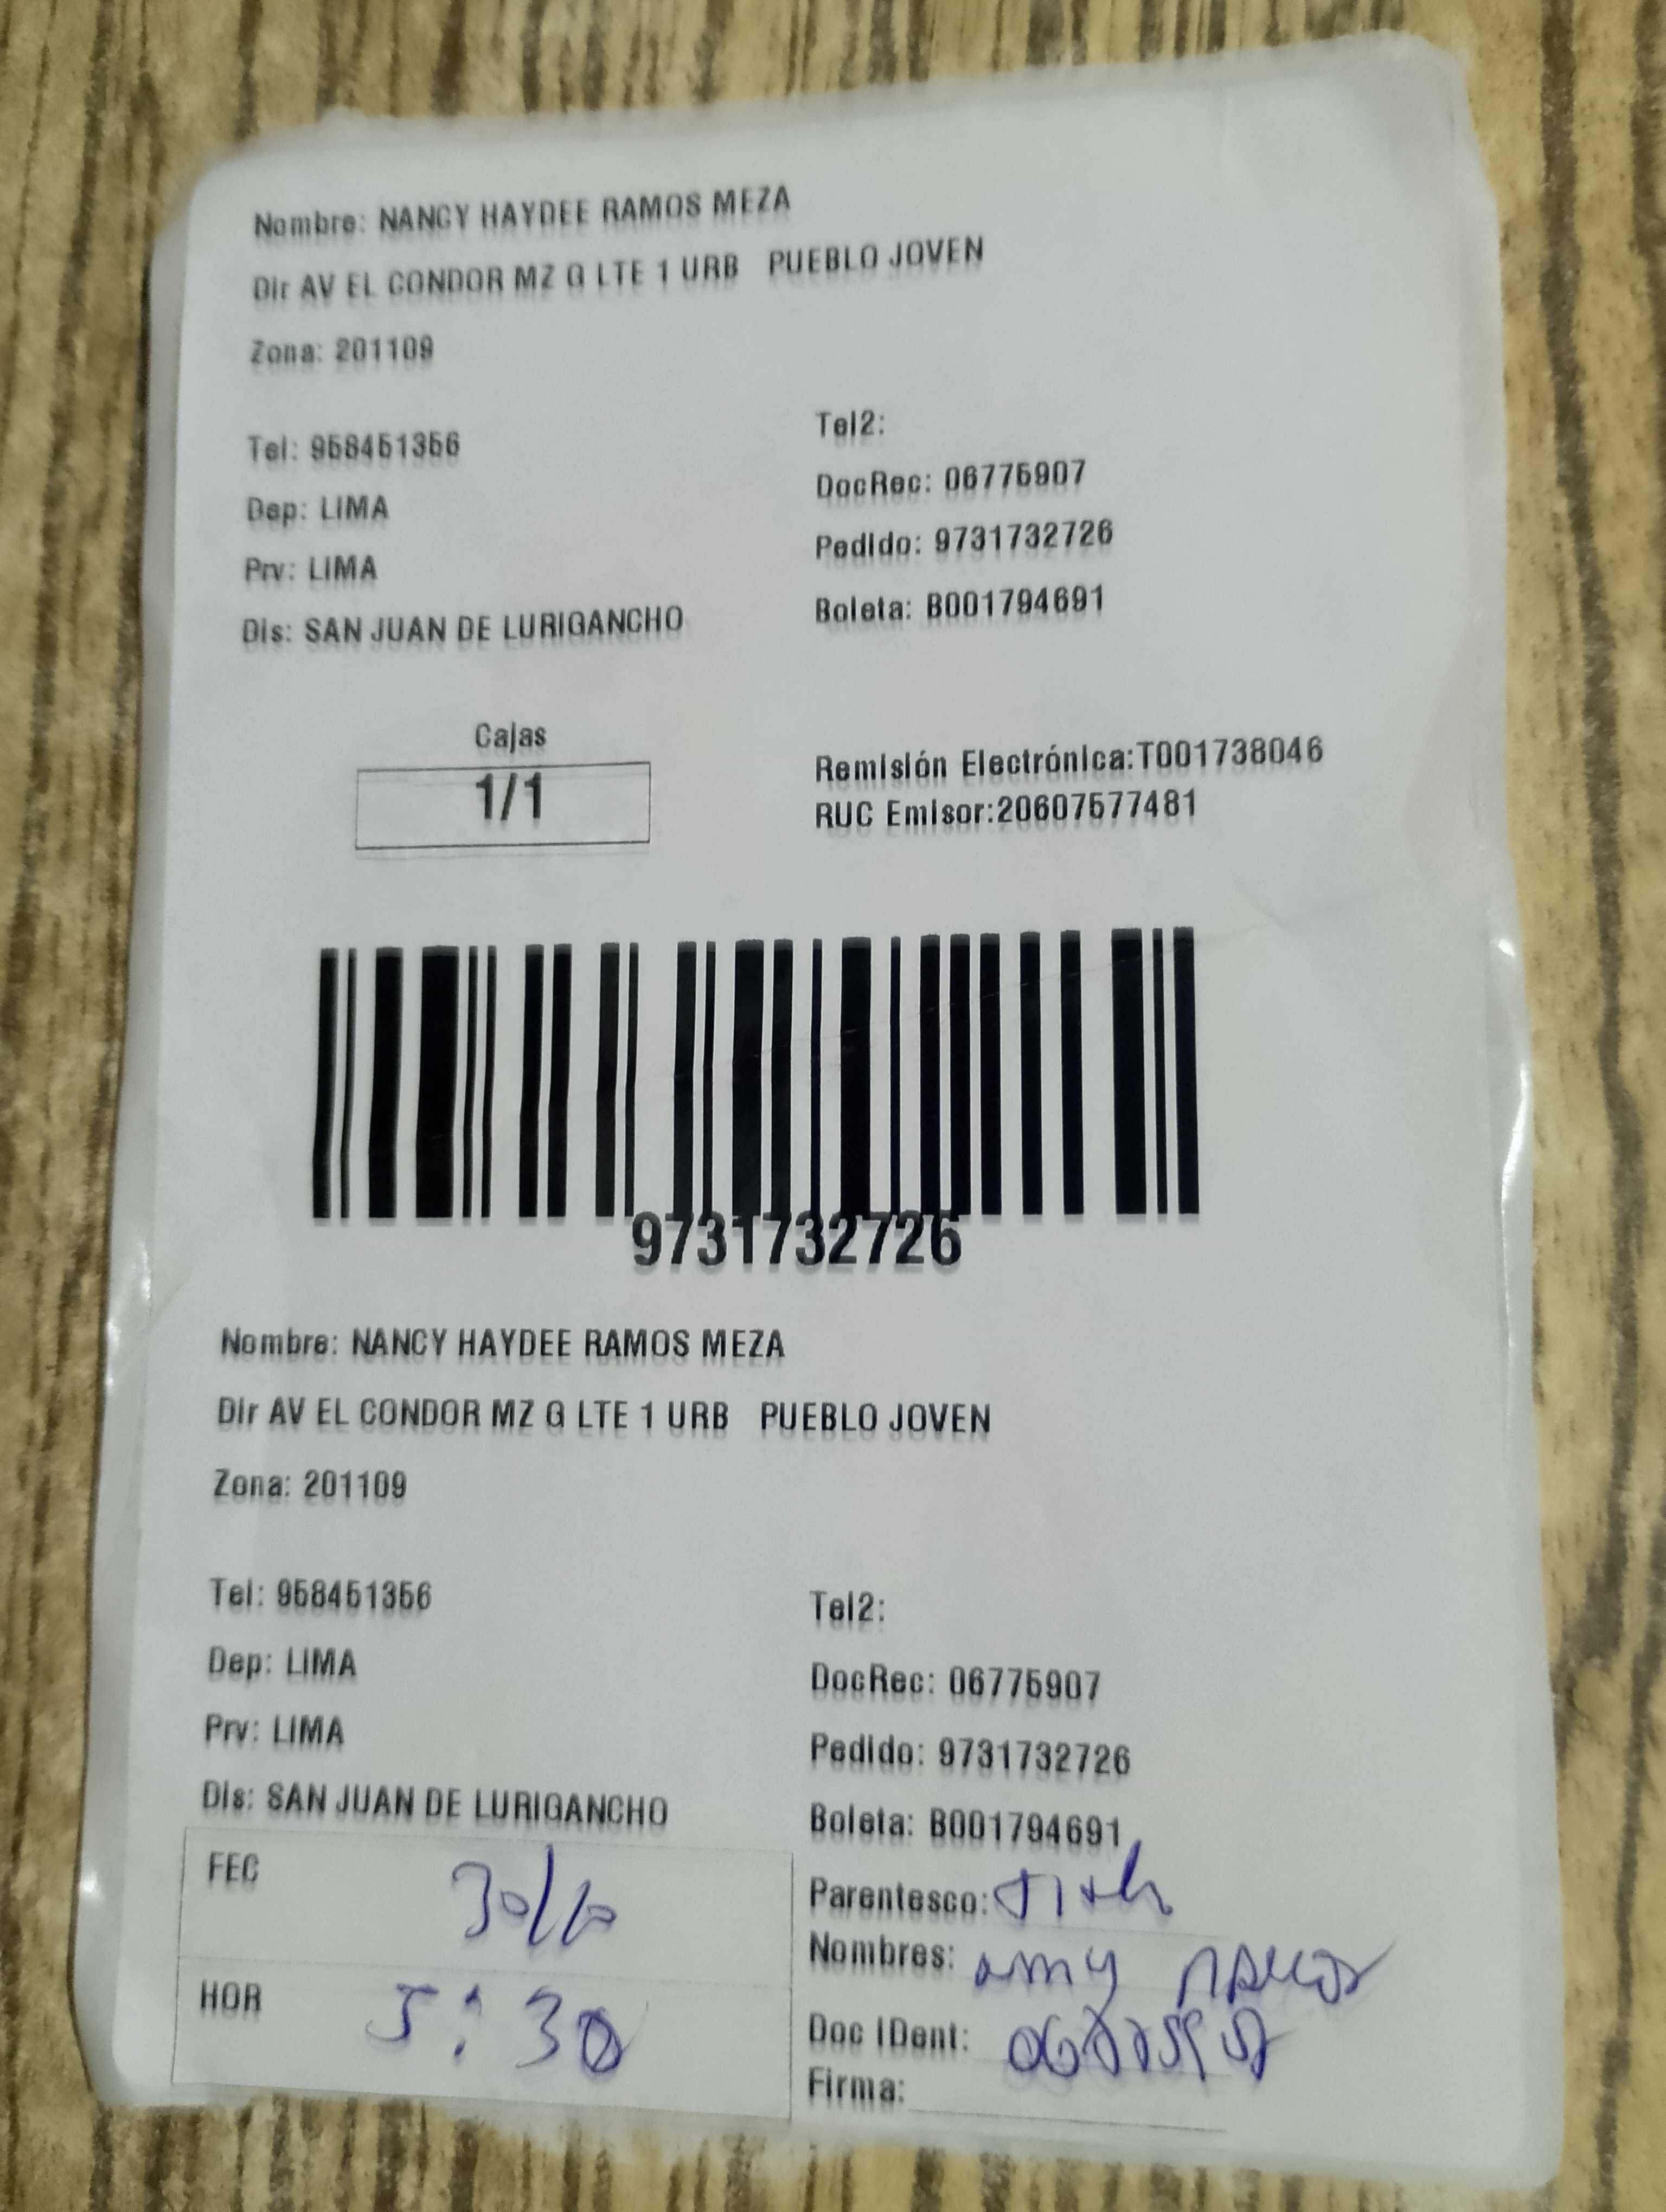 Nombre: NANCY HAYDEE RAMOS MEZA
Dir AV EL CONDOR MZ G LTE 1 URB PUEBLO JOVEN
Zona: 201109
Tel: 958451356
Tel2:
Dep: LIMA
DocRec: 06775907
Prv: LIMA
Pedido: 9731732726
Dis: SAN JUAN DE LURIGANCHO
Boleta: B001794691
Cajas
1/1
Remisión Electrónica:T001738046
RUC Emisor:20607577481
9731732726
Nombre: NANCY HAYDEE RAMOS MEZA
Dir AV EL CONDOR MZ G LTE 1 URB PUEBLO JOVEN
Zona: 201109
Tel: 958451356
Tel2:
Dep: LIMA
DocRec: 06775907
Prv: LIMA
Pedido: 9731732726
Dis: SAN JUAN DE LURIGANCHO
Boleta: B001794691
FEC 30/10
Parentesco:
Nombres:
HOR 5:30
Doc IDent: 06775907
Firma: